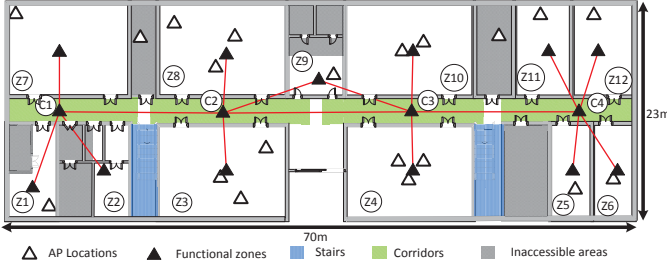 Z7
Z8
Z9
Z10
Z11
Z12
C1
C2
C3
C4
23m
Z1
Z2
Z3
Z4
Z5
Z6
70m
AP Locations
Functional zones
Stairs
Corridors
Inaccessible areas